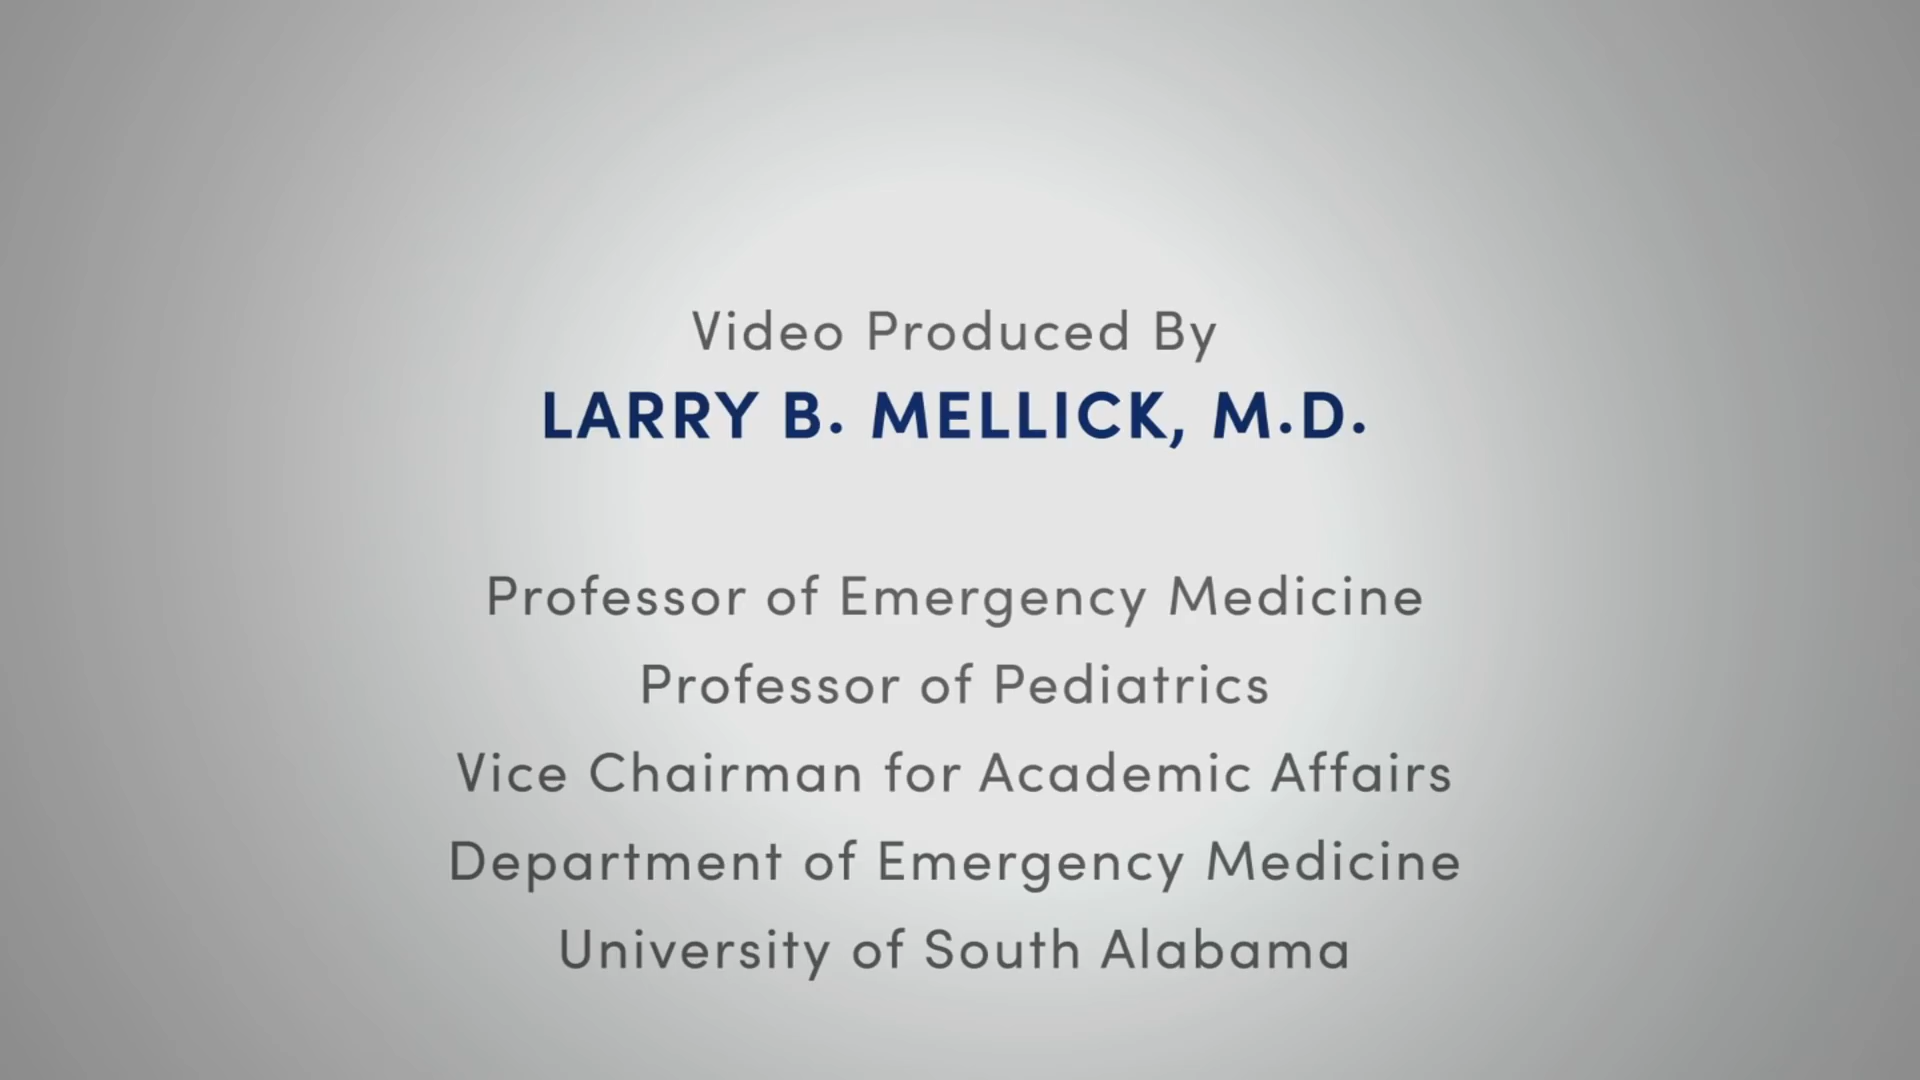 Video Produced By
LARRY B. MELLICK, M.D.
Professor of Emergency Medicine
Professor of Pediatrics
Vice Chairman for Academic Affairs
Department of Emergency Medicine
University of South Alabama